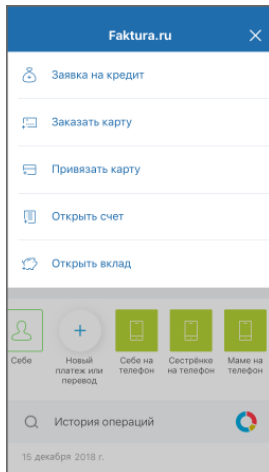 Faktura.ru
Заявка на кредит
Заказать карту
Привязать карту
Открыть счет
Открыть вклад
Себе
Новый
платеж или
перевод
Себе на
телефон
Сестрёнке
на телефон
Маме на
телефон
История операций
15 декабря 2018 г.